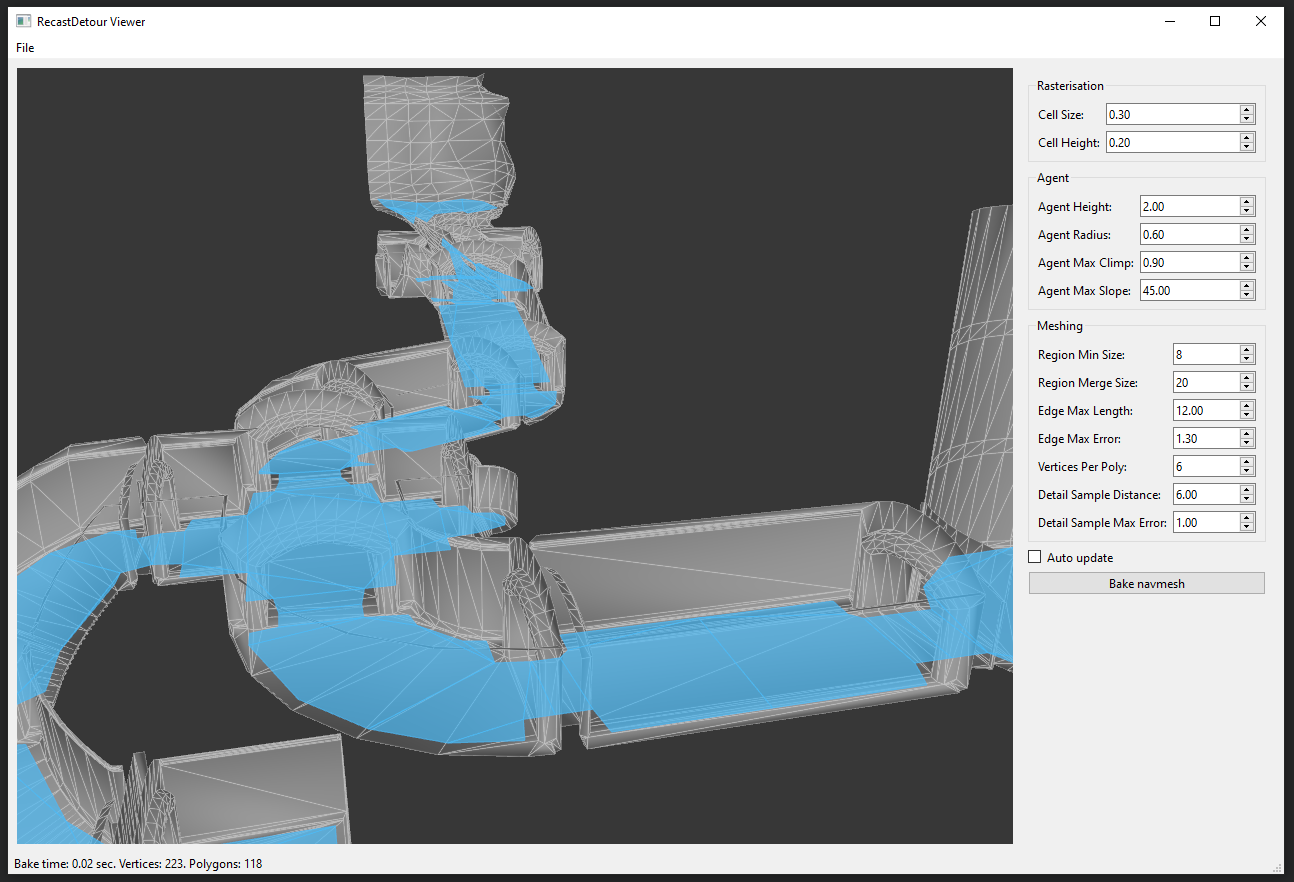 RecastDetour Viewer
File
Rasterisation
Cell Size: 0.30
Cell Height: 0.20
Agent
Agent Height: 2.00
Agent Radius: 0.60
Agent Max Climp: 0.90
Agent Max Slope: 45.00
Meshing
Region Min Size: 8
Region Merge Size: 20
Edge Max Length: 12.00
Edge Max Error: 1.30
Vertices Per Poly: 6
Detail Sample Distance: 6.00
Detail Sample Max Error: 1.00
Auto update
Bake navmesh
Bake time: 0.02 sec. Vertices: 223. Polygons: 118